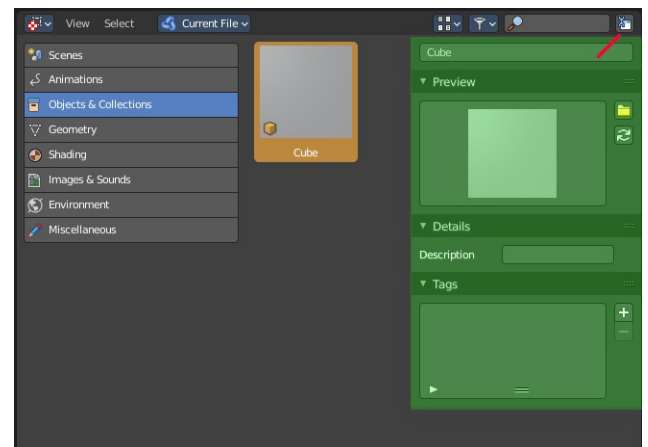 View Select Current File
Scenes
Animations
Objects & Collections
Geometry
Shading
Images & Sounds
Environment
Miscellaneous
Cube
Cube
Preview
Details
Description
Tags